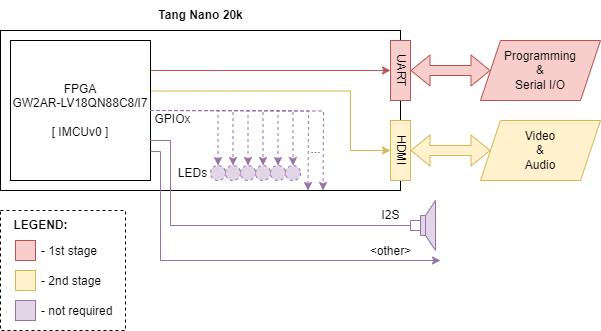 Tang Nano 20k
FPGA
GW2AR-LV18QN88C8/I7
[ IMCUv0 ]
UART
Programming
&
Serial I/O
GPIOx
HDMI
Video
&
Audio
....
LEDs
I2S
<other>
LEGEND:
- 1st stage
- 2nd stage
- not required